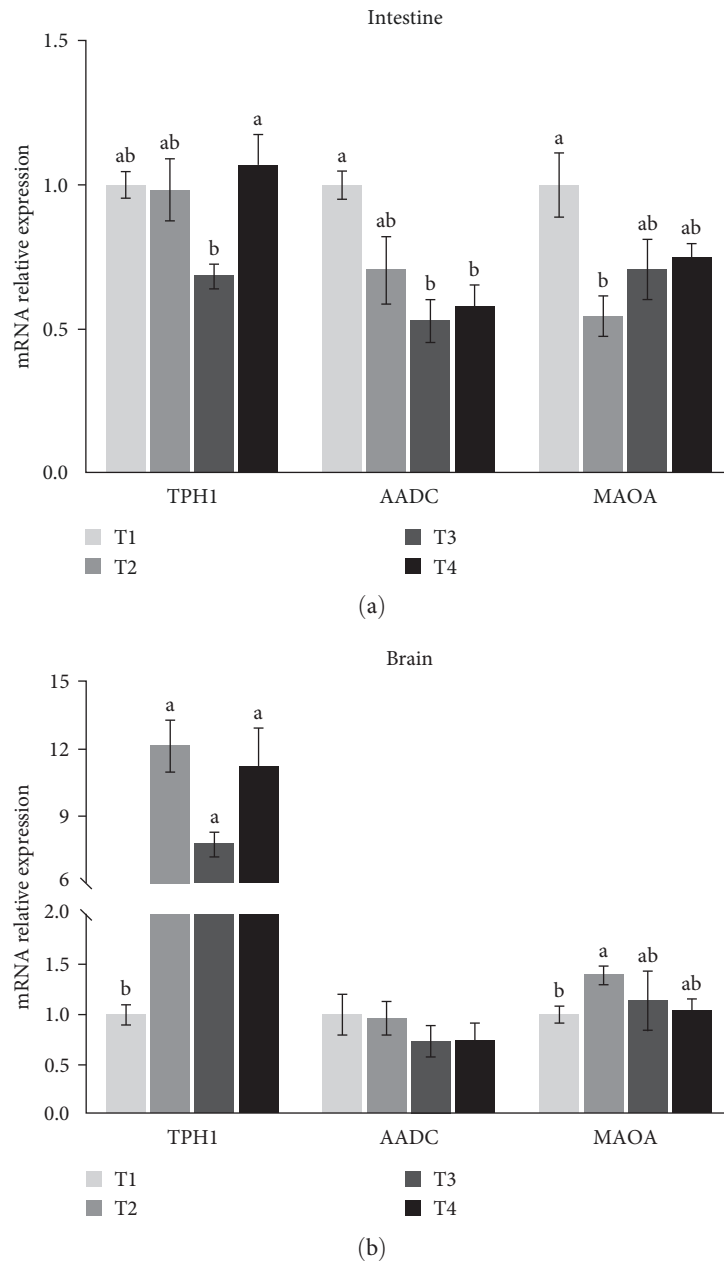 Intestine
1.5
1.0
0.5
0.0
mRNA relative expression
ab
ab
b
a
a
ab
b
b
a
b
ab
ab
TPH1 AADC MAOA
T1 T3
T2 T4
(a)
Brain
15
12
9
6
2.0
1.5
1.0
0.5
0.0
mRNA relative expression
b
a
a
a
b
a
ab
ab
TPH1 AADC MAOA
T1 T3
T2 T4
(b)